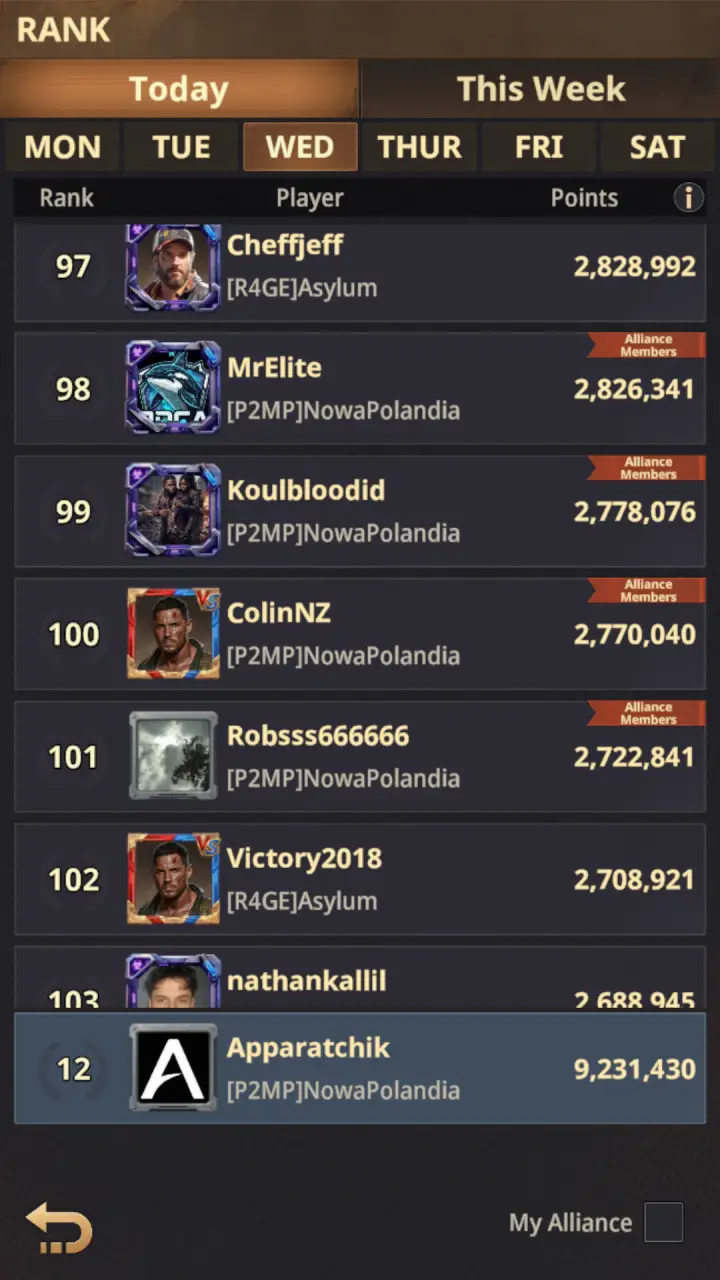 RANK
Today
This Week
MON
TUE
WED
THUR
FRI
SAT
Rank
Player
Points
97
Cheffjeff
[R4GE]Asylum
2,828,992
98
MrElite
[P2MP]NowaPolandia
Alliance
Members
2,826,341
99
Koulbloodid
[P2MP]NowaPolandia
Alliance
Members
2,778,076
100
VS
ColinNZ
[P2MP]NowaPolandia
Alliance
Members
2,770,040
101
Robsss666666
[P2MP]NowaPolandia
Alliance
Members
2,722,841
102
VS
Victory2018
[R4GE]Asylum
2,708,921
103
nathankallil
2,688,945
12
Apparatchik
[P2MP]NowaPolandia
9,231,430
My Alliance